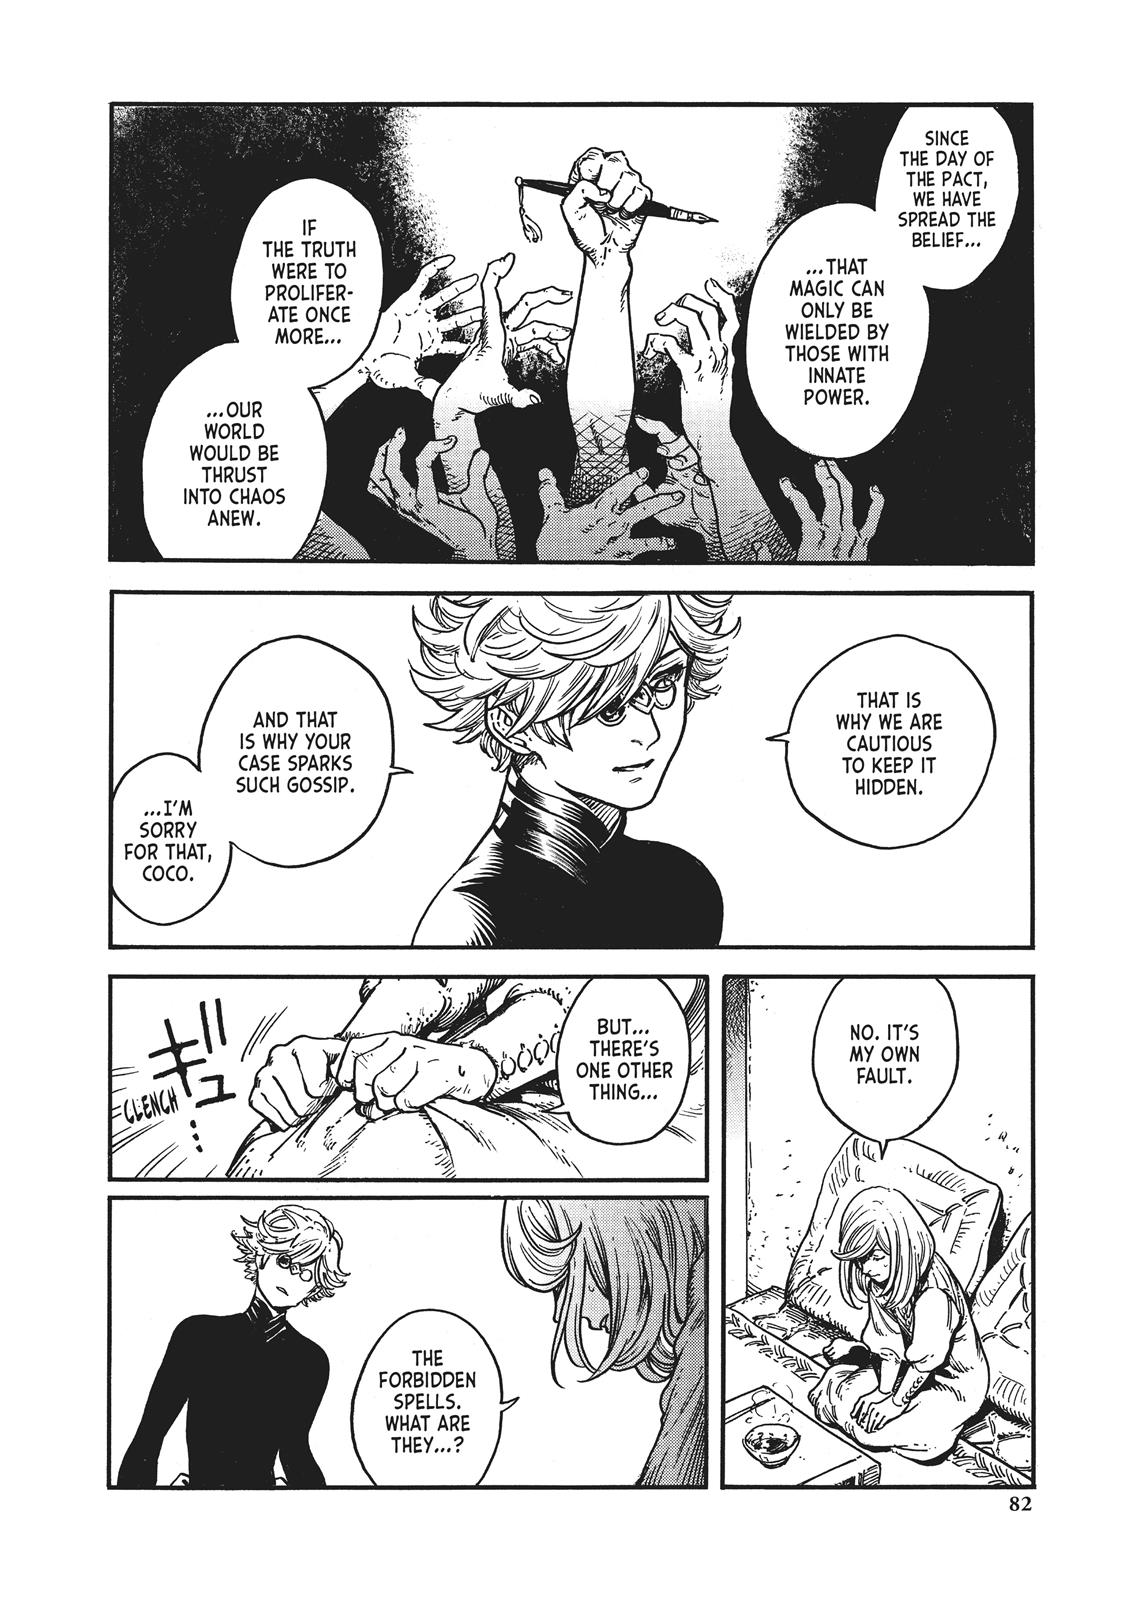 SINCE
THE DAY OF
THE PACT,
WE HAVE
SPREAD THE
BELIEF...
...THAT
MAGIC CAN
ONLY BE
WIELDED BY
THOSE WITH
INNATE
POWER.
IF
THE TRUTH
WERE TO
PROLIFER-
ATE ONCE
MORE...
...OUR
WORLD
WOULD BE
THRUST
INTO CHAOS
ANEW.
THAT IS
WHY WE ARE
CAUTIOUS
TO KEEP IT
HIDDEN.
AND THAT
IS WHY YOUR
CASE SPARKS
SUCH GOSSIP.
...I'M
SORRY
FOR THAT,
COCO.
NO. IT'S
MY OWN
FAULT.
BUT...
THERE'S
ONE OTHER
THING...
ギュ…
CLENCH
THE
FORBIDDEN
SPELLS.
WHAT ARE
THEY...?
82